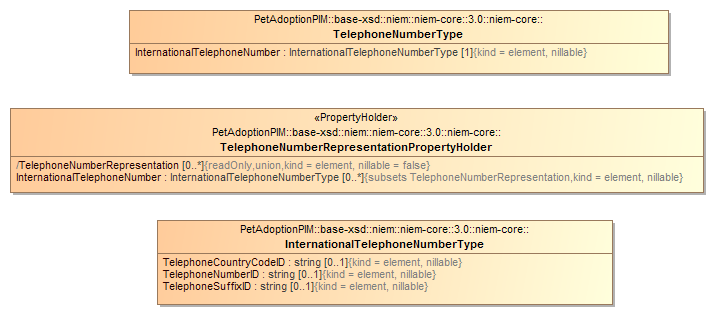 PetAdoptionPIM::base-xsd::niem::niem-core::3.0::niem-core::
TelephoneNumberType
InternationalTelephoneNumber : InternationalTelephoneNumberType [1]{kind = element, nillable}
«PropertyHolder»
PetAdoptionPIM::base-xsd::niem::niem-core::3.0::niem-core::
TelephoneNumberRepresentationPropertyHolder
/TelephoneNumberRepresentation [0..*]{readOnly,union,kind = element, nillable = false}
InternationalTelephoneNumber : InternationalTelephoneNumberType [0..*]{subsets TelephoneNumberRepresentation,kind = element, nillable}
PetAdoptionPIM::base-xsd::niem::niem-core::3.0::niem-core::
InternationalTelephoneNumberType
TelephoneCountryCodeID : string [0..1]{kind = element, nillable}
TelephoneNumberID : string [0..1]{kind = element, nillable}
TelephoneSuffixID : string [0..1]{kind = element, nillable}